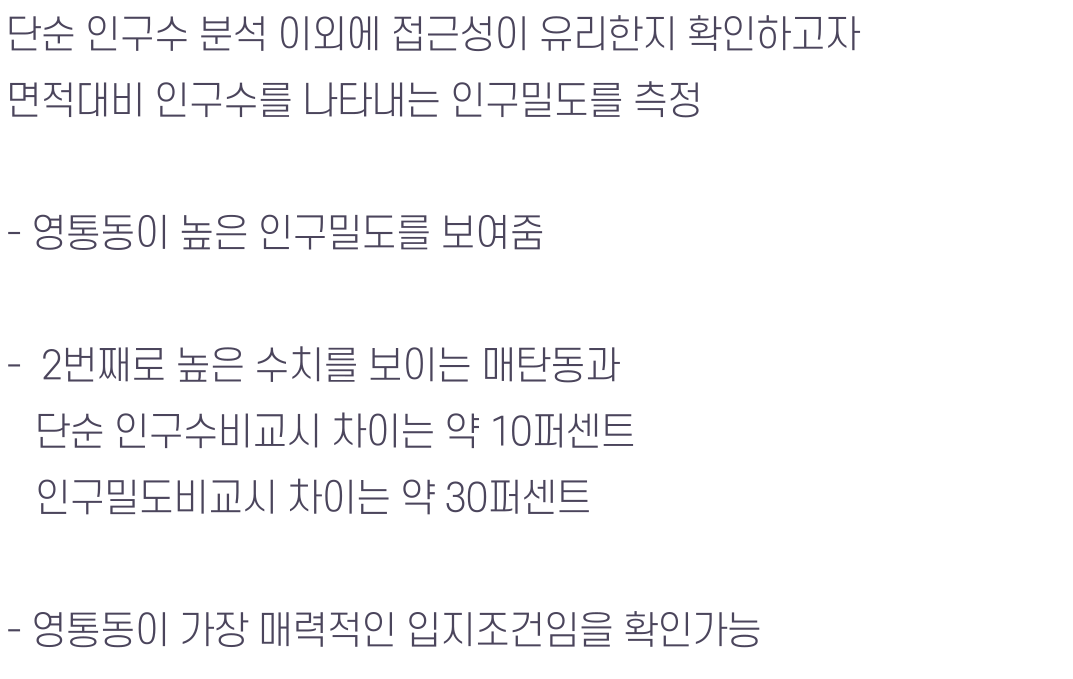 단순 인구수 분석 이외에 접근성이 유리한지 확인하고자
면적대비 인구수를 나타내는 인구밀도를 측정
- 영통동이 높은 인구밀도를 보여줌
- 2번째로 높은 수치를 보이는 매탄동과
단순 인구수비교시 차이는 약 10퍼센트
인구밀도비교시 차이는 약 30퍼센트
- 영통동이 가장 매력적인 입지조건임을 확인가능